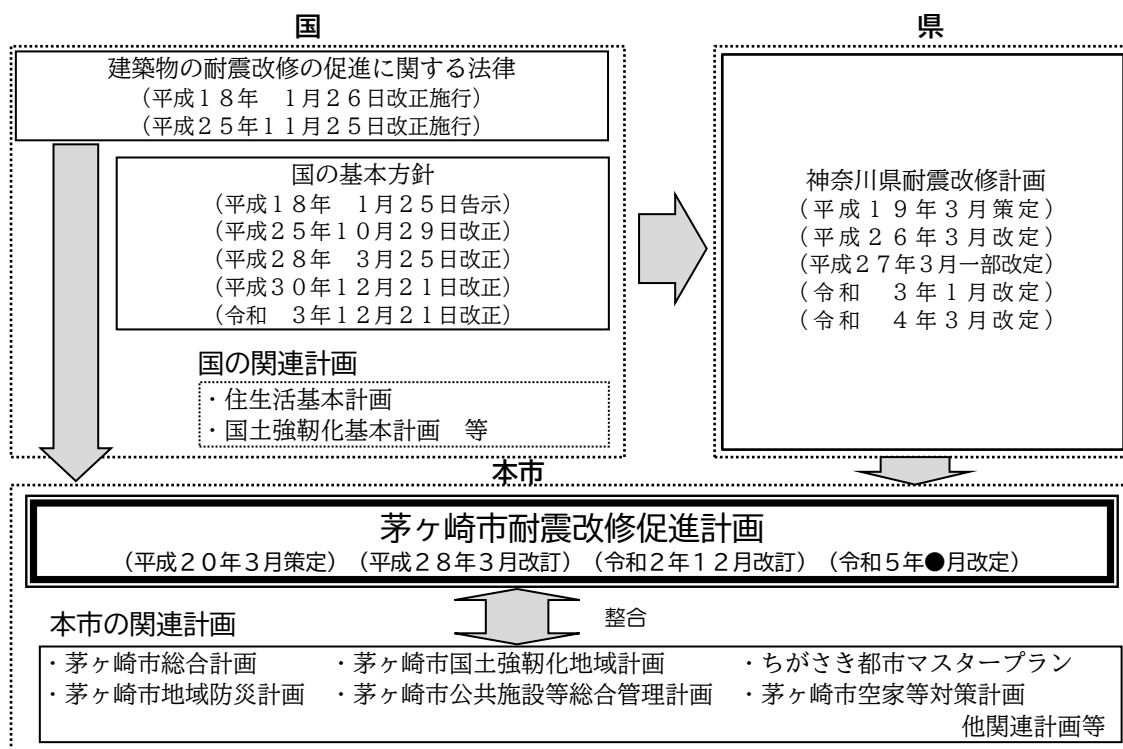 国
建築物の耐震改修の促進に関する法律
（平成１８年　１月２６日改正施行）
（平成２５年１１月２５日改正施行）
国の基本方針
（平成１８年　１月２５日告示）
（平成２５年１０月２９日改正）
（平成２８年　３月２５日改正）
（平成３０年１２月２１日改正）
（令和　３年１２月２１日改正）
国の関連計画
・住生活基本計画
・国土強靭化基本計画　等
県
神奈川県耐震改修計画
（平成１９年３月策定）
（平成２６年３月改定）
（平成２７年３月一部改定）
（令和　３年１月改定）
（令和　４年３月改定）
本市
茅ヶ崎市耐震改修促進計画
（平成２０年３月策定）（平成２８年３月改訂）（令和２年１２月改訂）（令和５年●月改定）
整合
本市の関連計画
・茅ヶ崎市総合計画　・茅ヶ崎市国土強靭化地域計画　・ちがさき都市マスタープラン
・茅ヶ崎市地域防災計画　・茅ヶ崎市公共施設等総合管理計画　・茅ヶ崎市空家等対策計画
他関連計画等